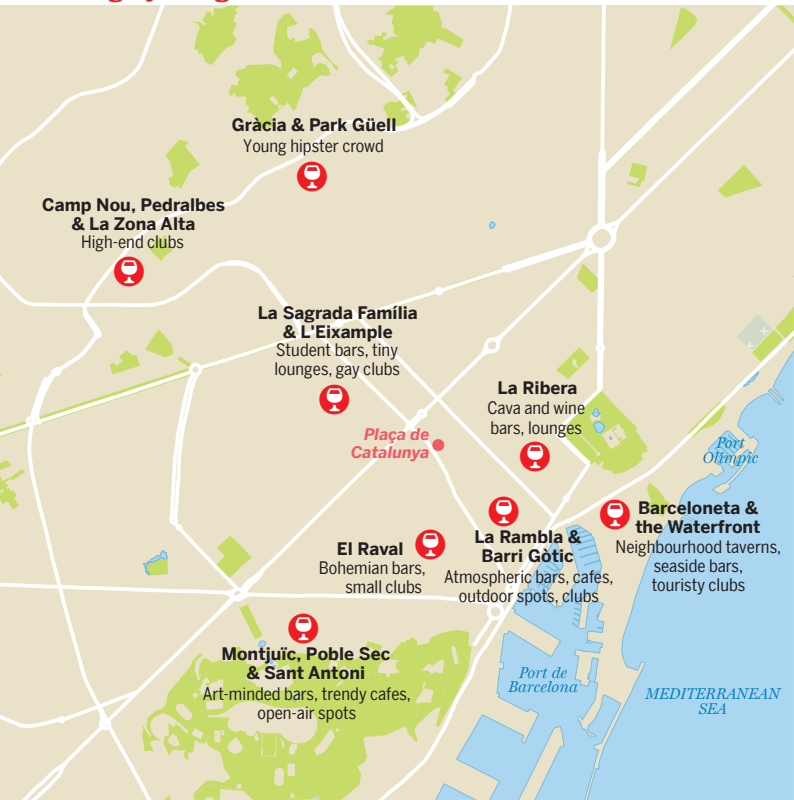 Gràcia & Park Güell
Young hipster crowd
Camp Nou, Pedralbes
& La Zona Alta
High-end clubs
La Sagrada Família
& L'Eixample
Student bars, tiny
lounges, gay clubs
La Ribera
Cava and wine
bars, lounges
Plaça de
Catalunya
Port
Olímpic
Barceloneta &
the Waterfront
Neighbourhood taverns,
seaside bars,
touristy clubs
El Raval
Bohemian bars,
small clubs
La Rambla &
Barri Gòtic
Atmospheric bars, cafes,
outdoor spots, clubs
Montjuïc, Poble Sec
& Sant Antoni
Art-minded bars, trendy cafes,
open-air spots
Port de
Barcelona
MEDITERRANEAN
SEA